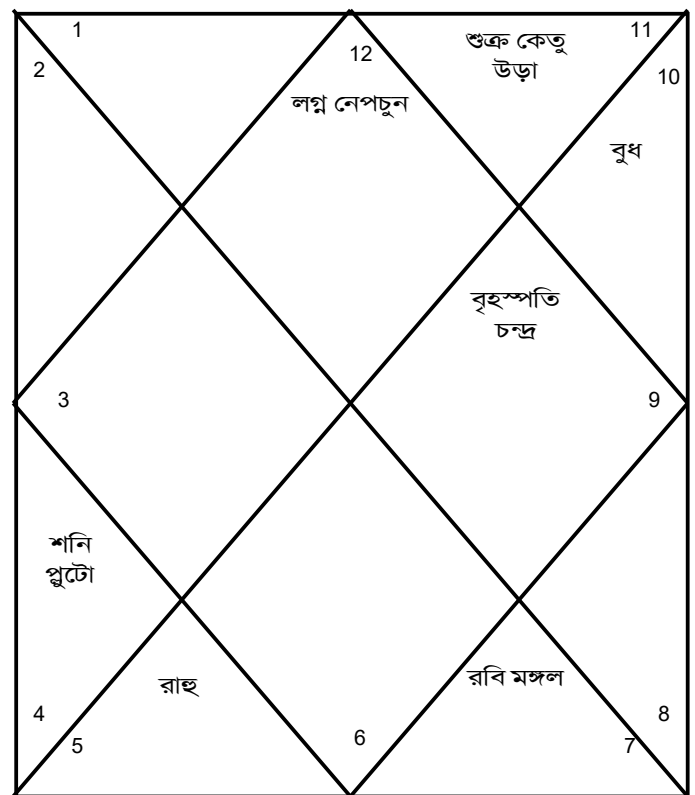 1
12
শুক্র কেতু
উড়া
11
2
10
লগ্ন নেপচুন
বুধ
বৃহস্পতি
চন্দ্র
3
9
শনি
প্লুটো
রাহু
রবি মঙ্গল
4
8
5
6
7